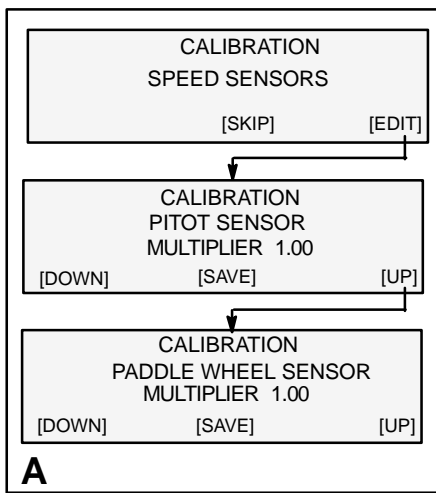 CALIBRATION
SPEED SENSORS
[SKIP] [EDIT]
CALIBRATION
PITOT SENSOR
MULTIPLIER 1.00
[DOWN] [SAVE] [UP]
CALIBRATION
PADDLE WHEEL SENSOR
MULTIPLIER 1.00
[DOWN] [SAVE] [UP]
A